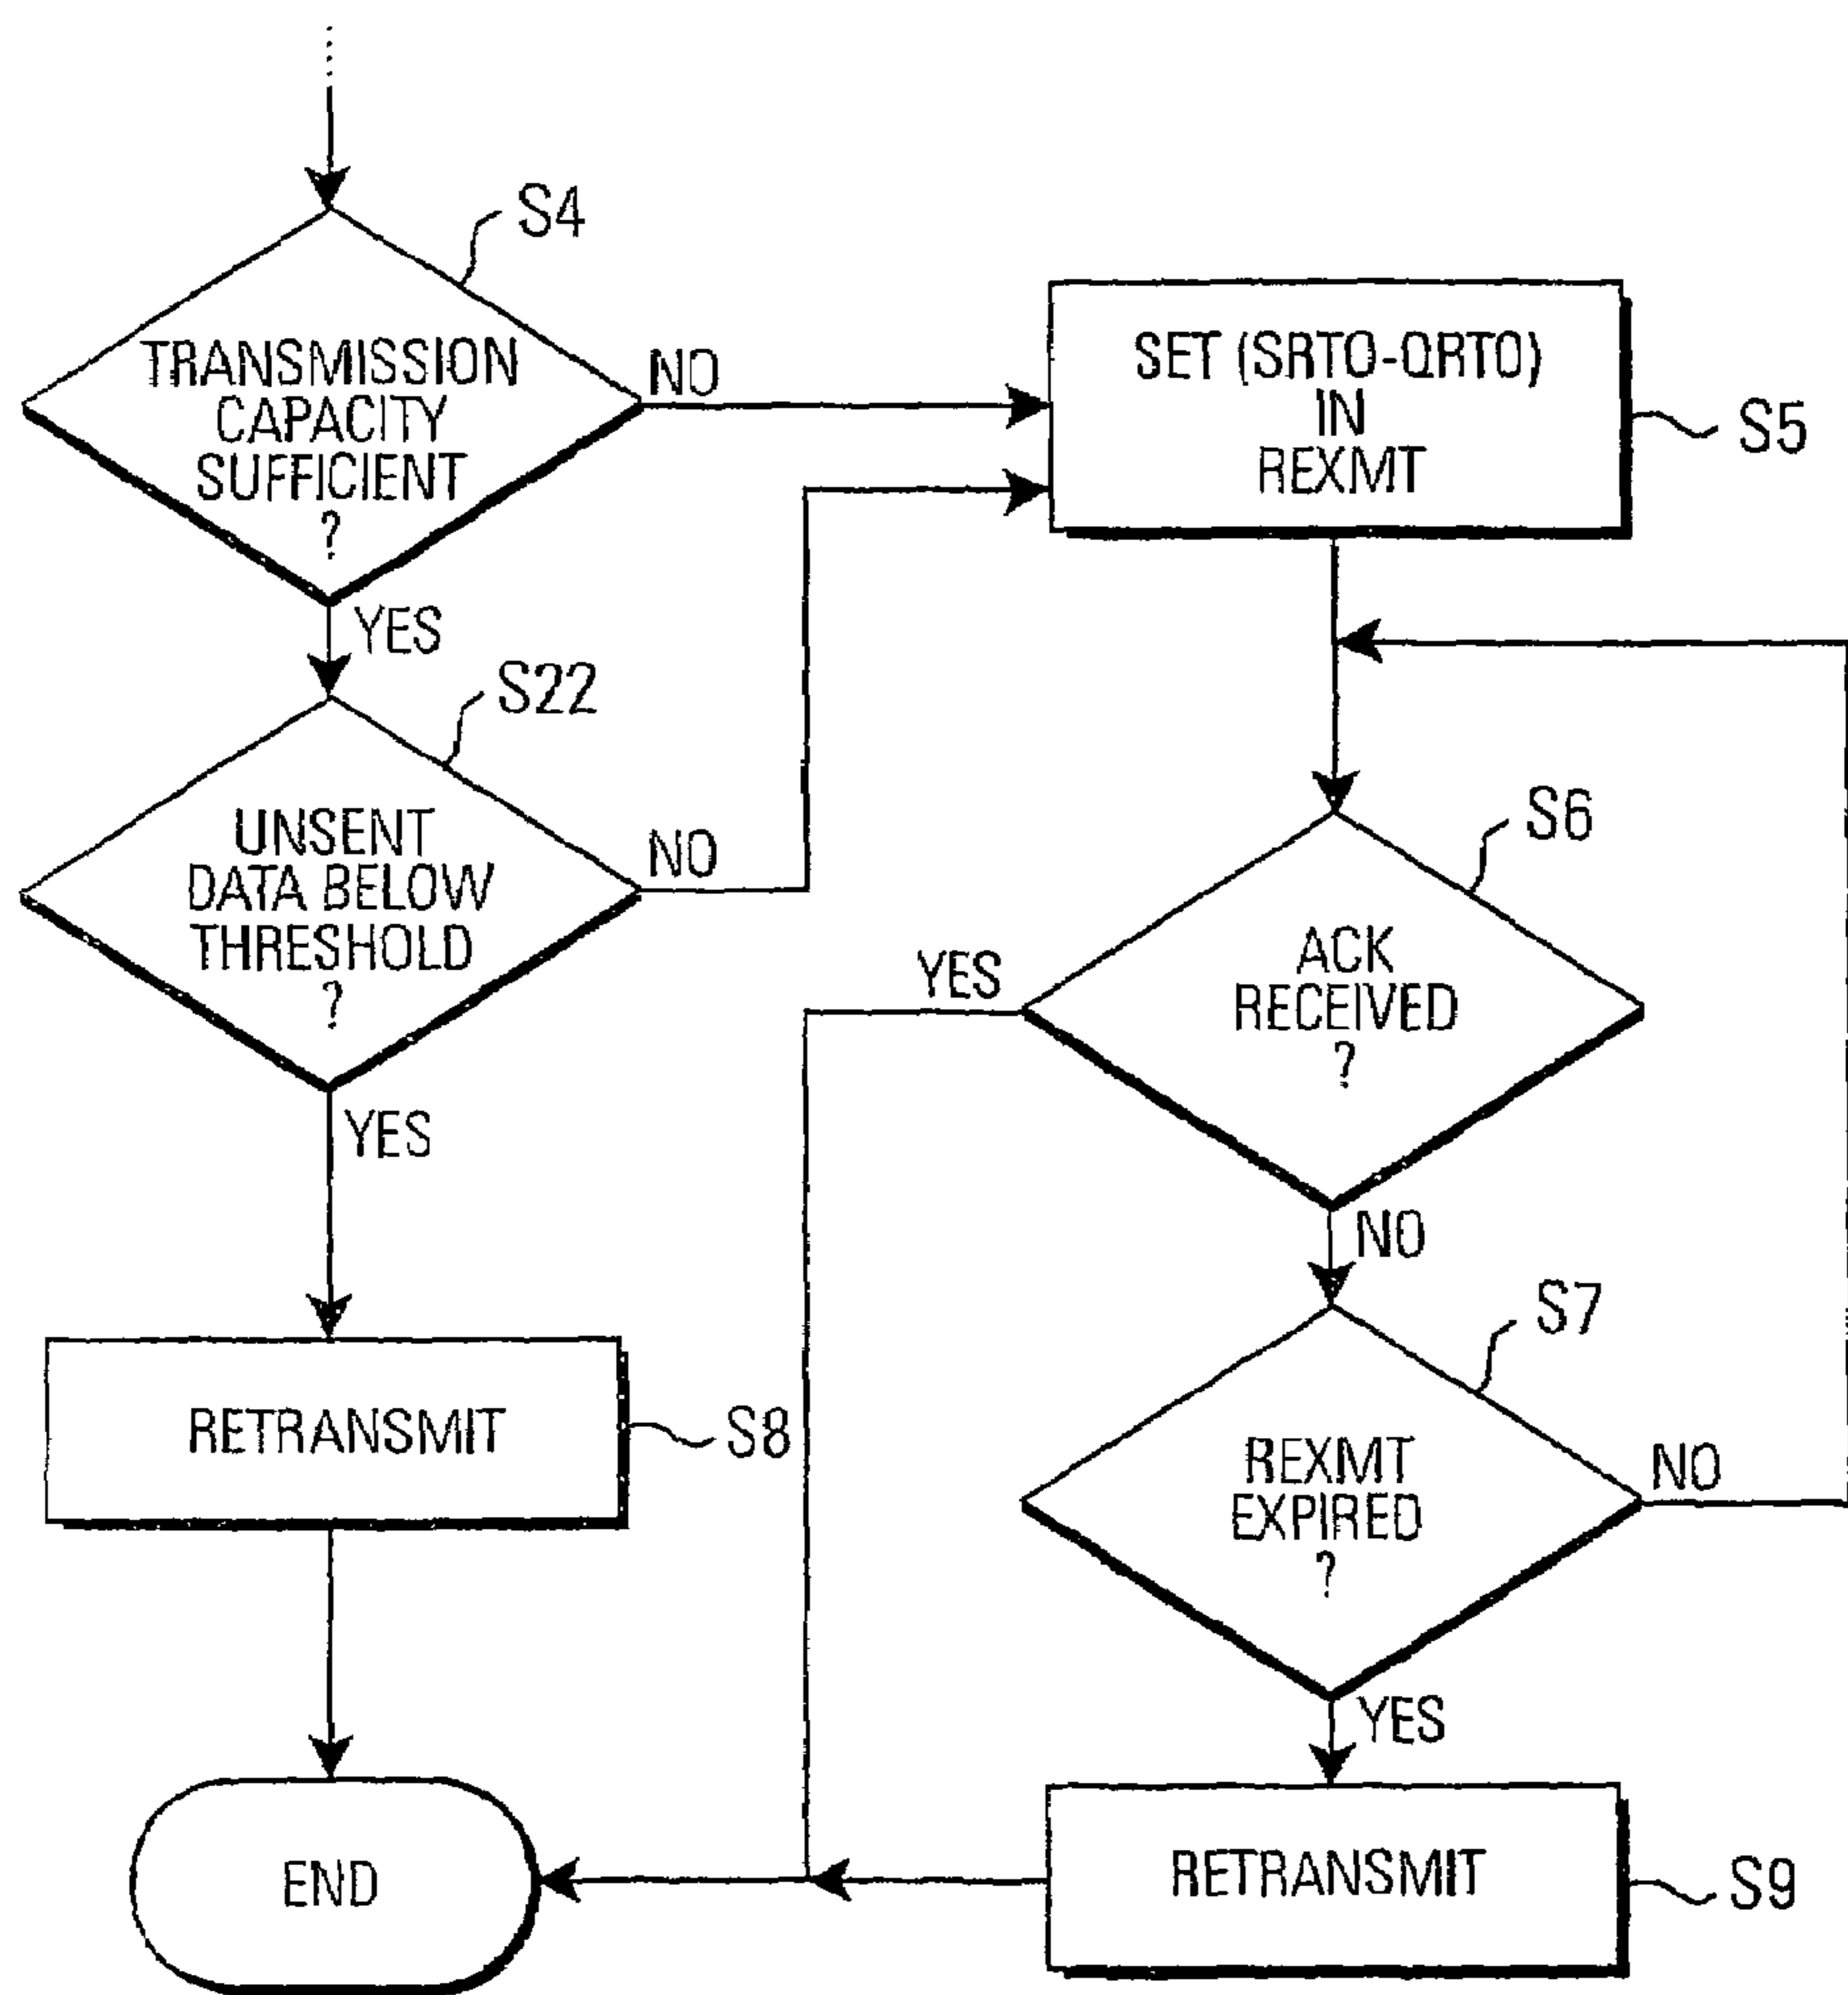 S4
TRANSMISSION
CAPACITY
SUFFICIENT
?
NO
YES
SET (SRTO-QRTO)
IN
REXMT
S5
S22
UNSENT
DATA BELOW
THRESHOLD
?
NO
YES
S6
ACK
RECEIVED
?
YES
NO
S7
REXMT
EXPIRED
?
NO
YES
RETRANSMIT
S8
END
RETRANSMIT
S9